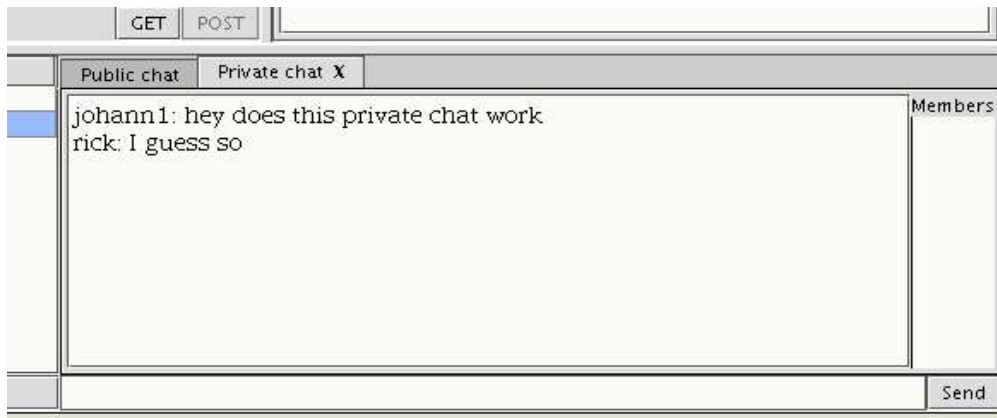 GET POST
Public chat Private chat X
johann1: hey does this private chat work
rick: I guess so
Members
Send